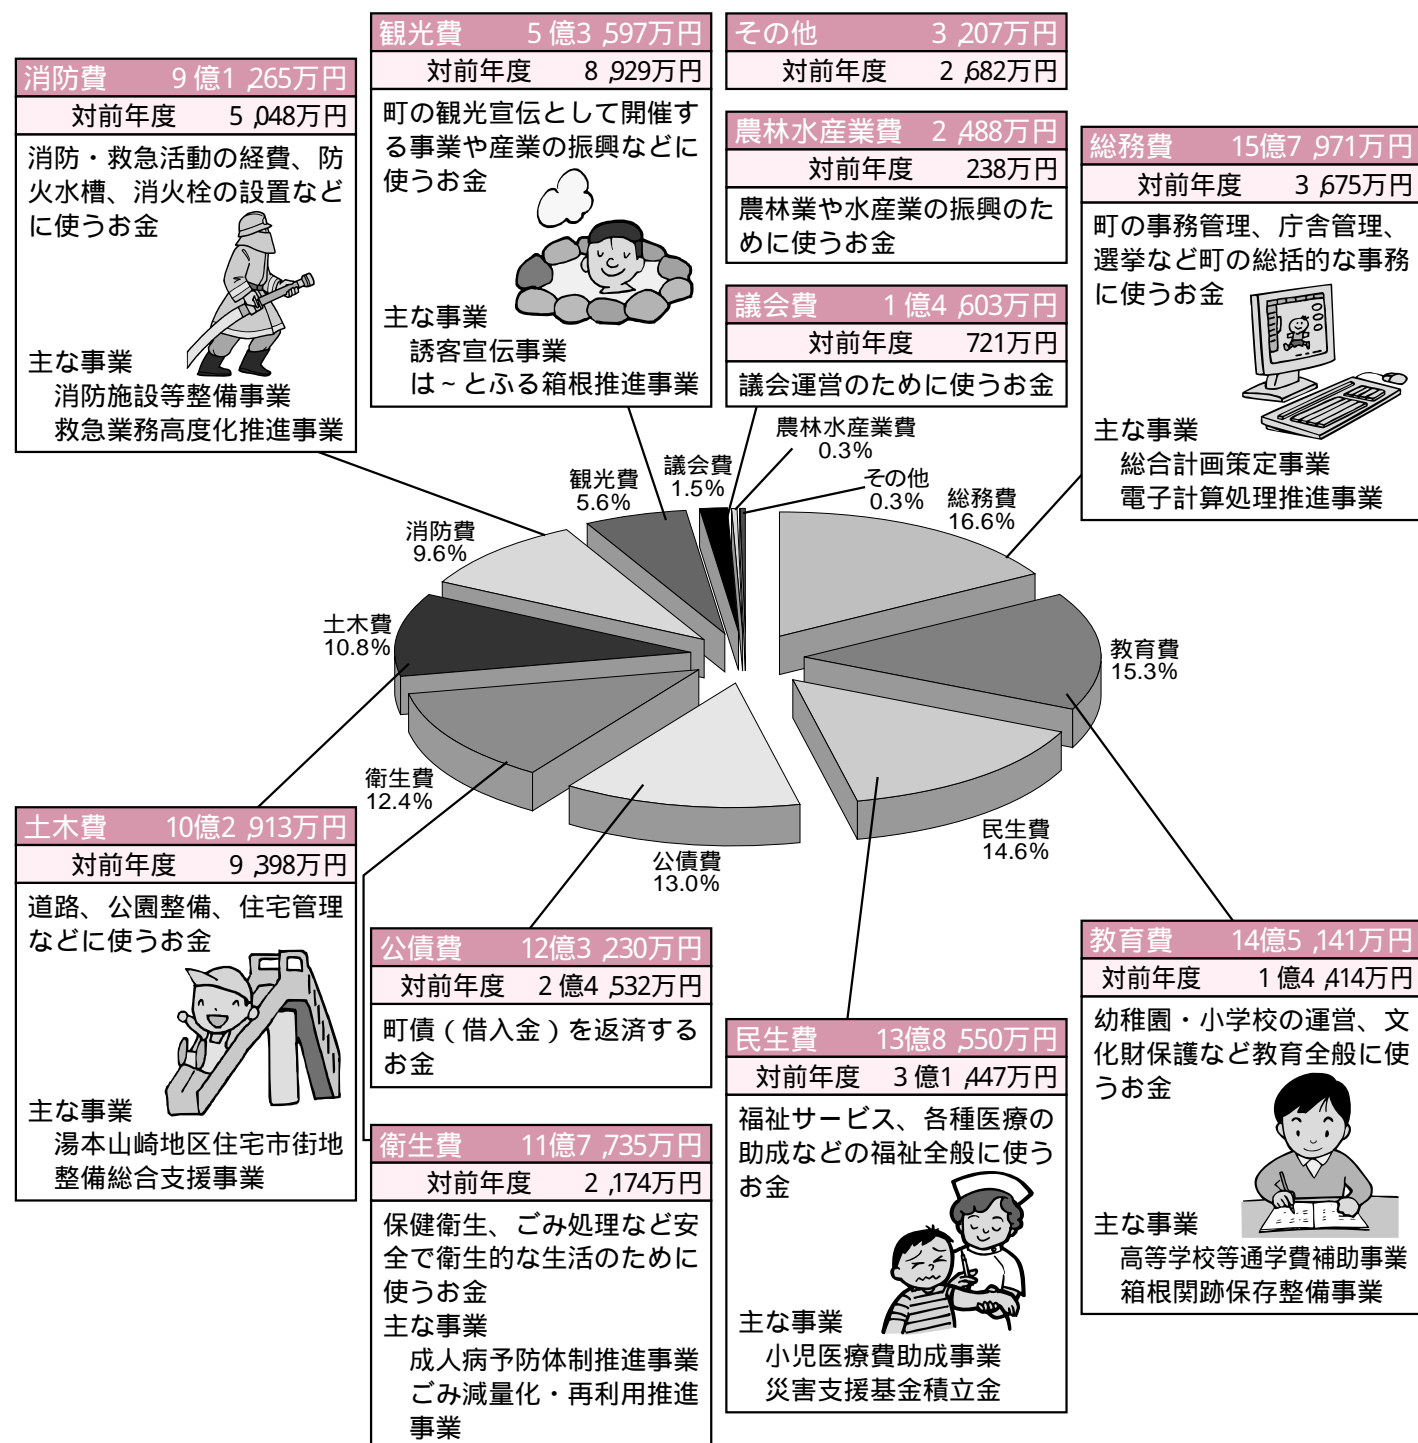 観光費 5億3,597万円
対前年度 8,929万円
町の観光宣伝として開催す
る事業や産業の振興などに
使うお金
主な事業
誘客宣伝事業
は～とふる箱根推進事業
その他 3,207万円
対前年度 2,682万円
消防費 9億1,265万円
対前年度 5,048万円
消防・救急活動の経費、防
火水槽、消火栓の設置など
に使うお金
主な事業
消防施設等整備事業
救急業務高度化推進事業
農林水産業費 2,488万円
対前年度 238万円
農林業や水産業の振興のた
めに使うお金
議会費 1億4,603万円
対前年度 721万円
議会運営のために使うお金
総務費 15億7,971万円
対前年度 3,675万円
町の事務管理、庁舎管理、
選挙など町の総括的な事務
に使うお金
主な事業
総合計画策定事業
電子計算処理推進事業
農林水産業費
0.3%
議会費
1.5%
その他
0.3%
観光費
5.6%
総務費
16.6%
消防費
9.6%
土木費
10.8%
教育費
15.3%
衛生費
12.4%
民生費
14.6%
公債費
13.0%
土木費 10億2,913万円
対前年度 9,398万円
道路、公園整備、住宅管理
などに使うお金
主な事業
湯本山崎地区住宅市街地
整備総合支援事業
公債費 12億3,230万円
対前年度 2億4,532万円
町債（借入金）を返済する
お金
衛生費 11億7,735万円
対前年度 2,174万円
保健衛生、ごみ処理など安
全で衛生的な生活のために
使うお金
主な事業
成人病予防体制推進事業
ごみ減量化・再利用推進
事業
民生費 13億8,550万円
対前年度 3億1,447万円
福祉サービス、各種医療の
助成などの福祉全般に使う
お金
主な事業
小児医療費助成事業
災害支援基金積立金
教育費 14億5,141万円
対前年度 1億4,414万円
幼稚園・小学校の運営、文
化財保護など教育全般に使
うお金
主な事業
高等学校等通学費補助事業
箱根関跡保存整備事業